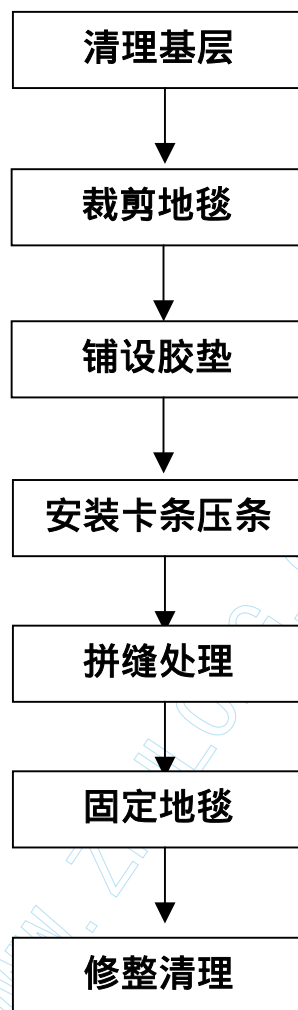 清理基层
裁剪地毯
铺设胶垫
安装卡条压条
拼缝处理
固定地毯
修整清理